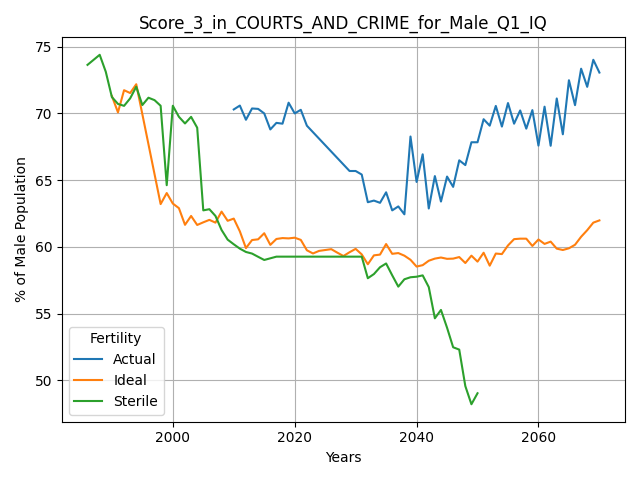 Score_3_in_COURTS_AND_CRIME_for_Male_Q1_IQ
% of Male Population
75
70
65
60
55
50
Fertility
Actual
Ideal
Sterile
2000 2020 2040 2060
Years